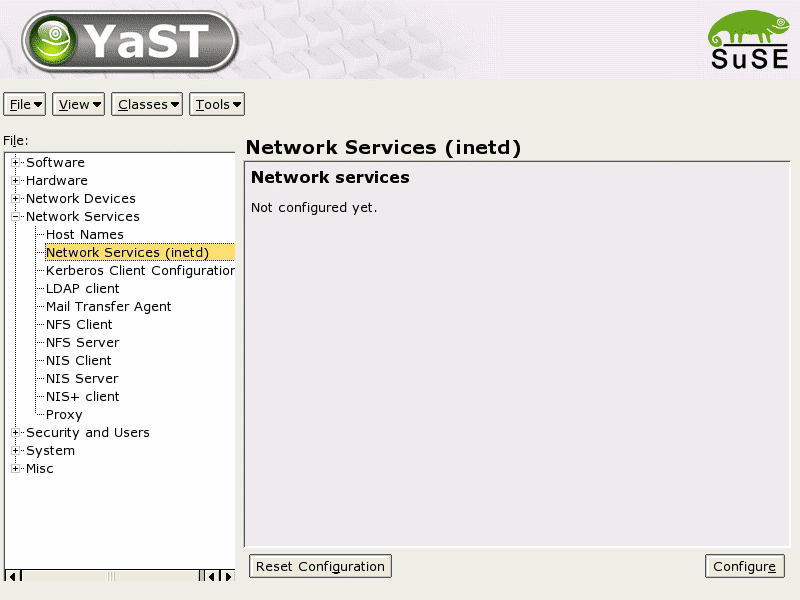 YaST
SuSE
File View Classes Tools
File:
Software
Hardware
Network Devices
Network Services
Host Names
Network Services (inetd)
Kerberos Client Configuration
LDAP client
Mail Transfer Agent
NFS Client
NFS Server
NIS Client
NIS Server
NIS+ client
Proxy
Security and Users
System
Misc
Network Services (inetd)
Network services
Not configured yet.
Reset Configuration Configure